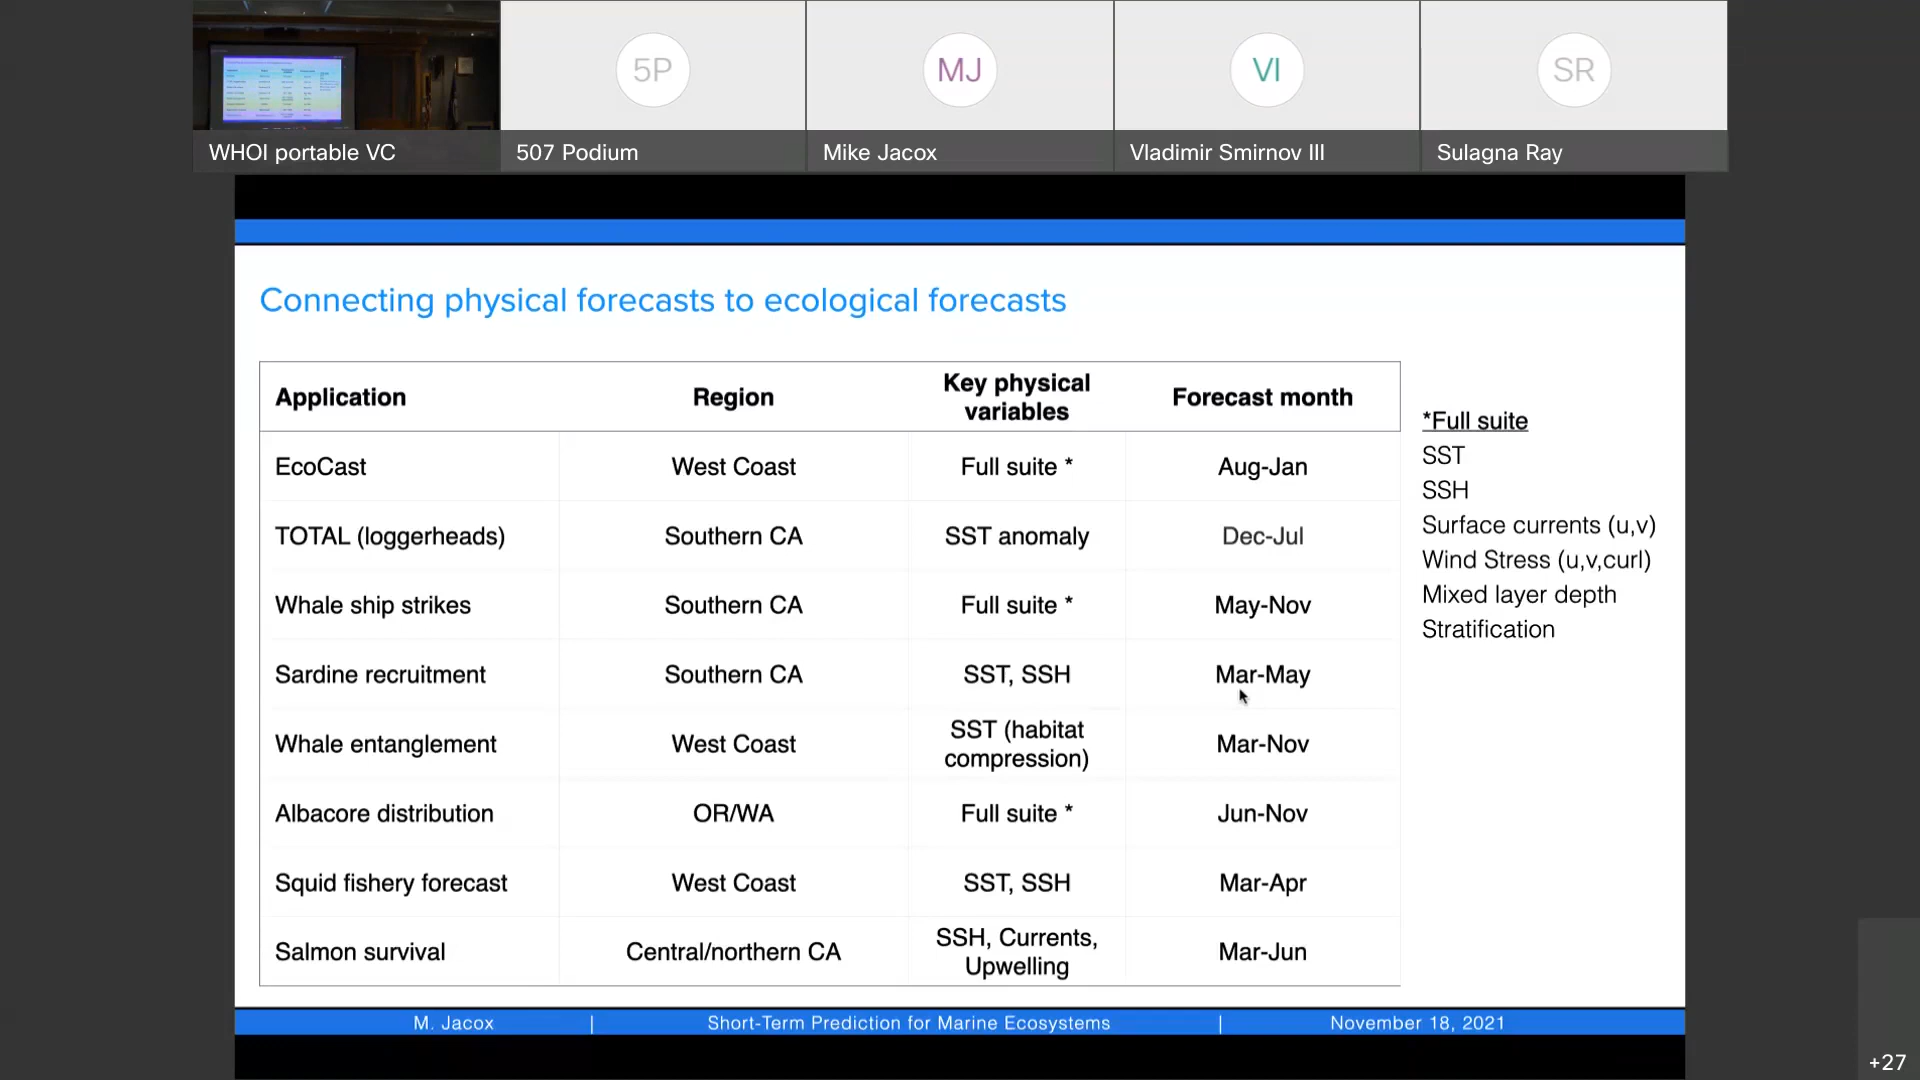 5P
MJ
VI
SR
WHOI portable VC
507 Podium
Mike Jacox
Vladimir Smirnov III
Sulagna Ray
Connecting physical forecasts to ecological forecasts
Application Region Key physical variables Forecast month
EcoCast West Coast Full suite * Aug-Jan
TOTAL (loggerheads) Southern CA SST anomaly Dec-Jul
Whale ship strikes Southern CA Full suite * May-Nov
Sardine recruitment Southern CA SST, SSH Mar-May
Whale entanglement West Coast SST (habitat compression) Mar-Nov
Albacore distribution OR/WA Full suite * Jun-Nov
Squid fishery forecast West Coast SST, SSH Mar-Apr
Salmon survival Central/northern CA SSH, Currents, Upwelling Mar-Jun
*Full suite
SST
SSH
Surface currents (u,v)
Wind Stress (u,v,curl)
Mixed layer depth
Stratification
M. Jacox | Short-Term Prediction for Marine Ecosystems | November 18, 2021
+27